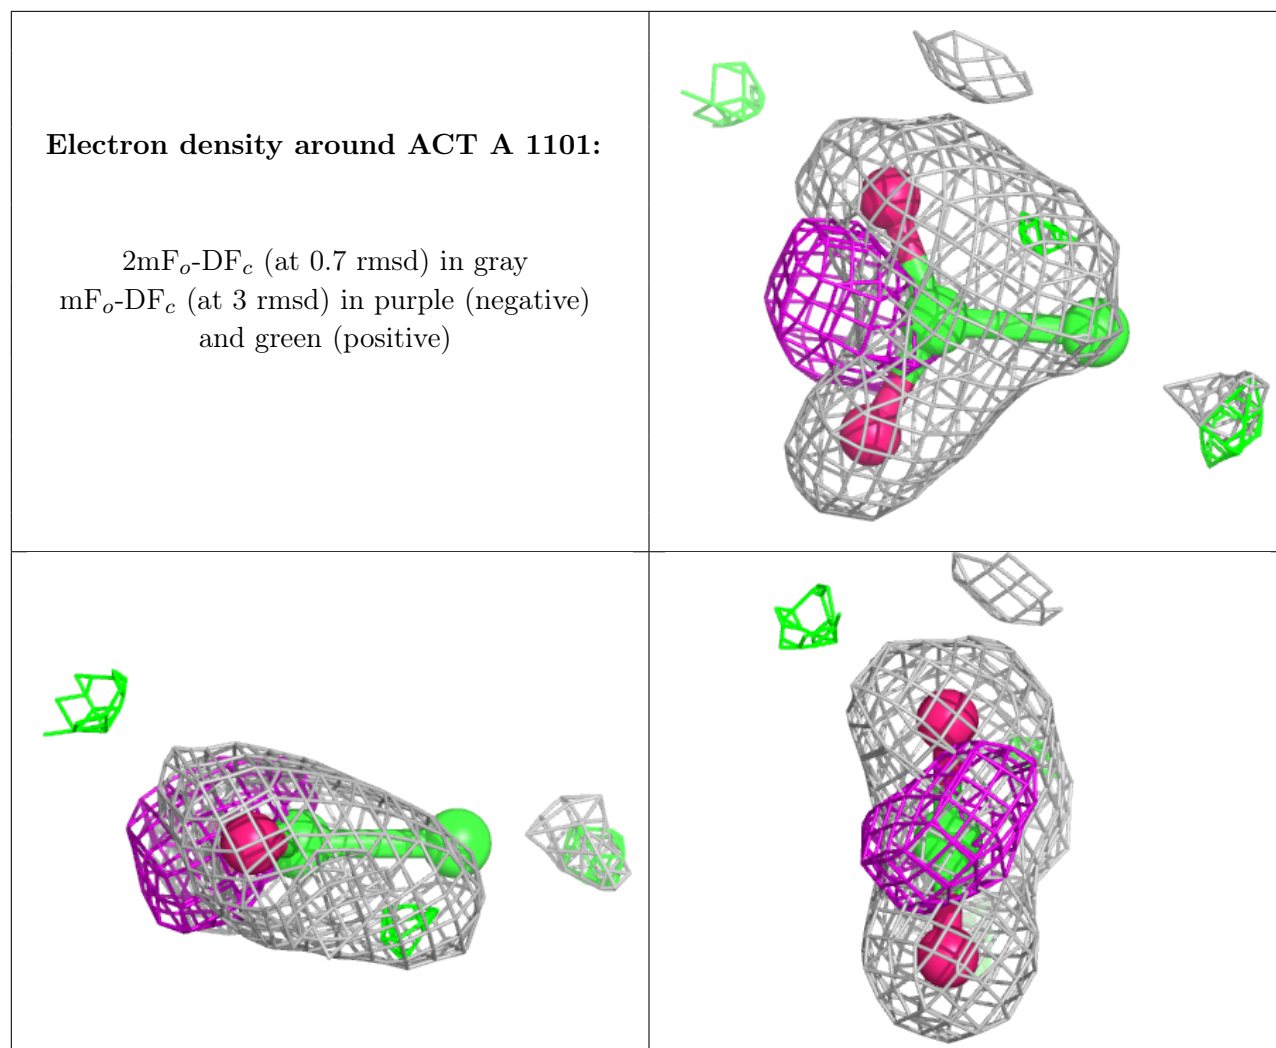 Electron density around ACT A 1101:
2mFo-DFc (at 0.7 rmsd) in gray
mFo-DFc (at 3 rmsd) in purple (negative)
and green (positive)